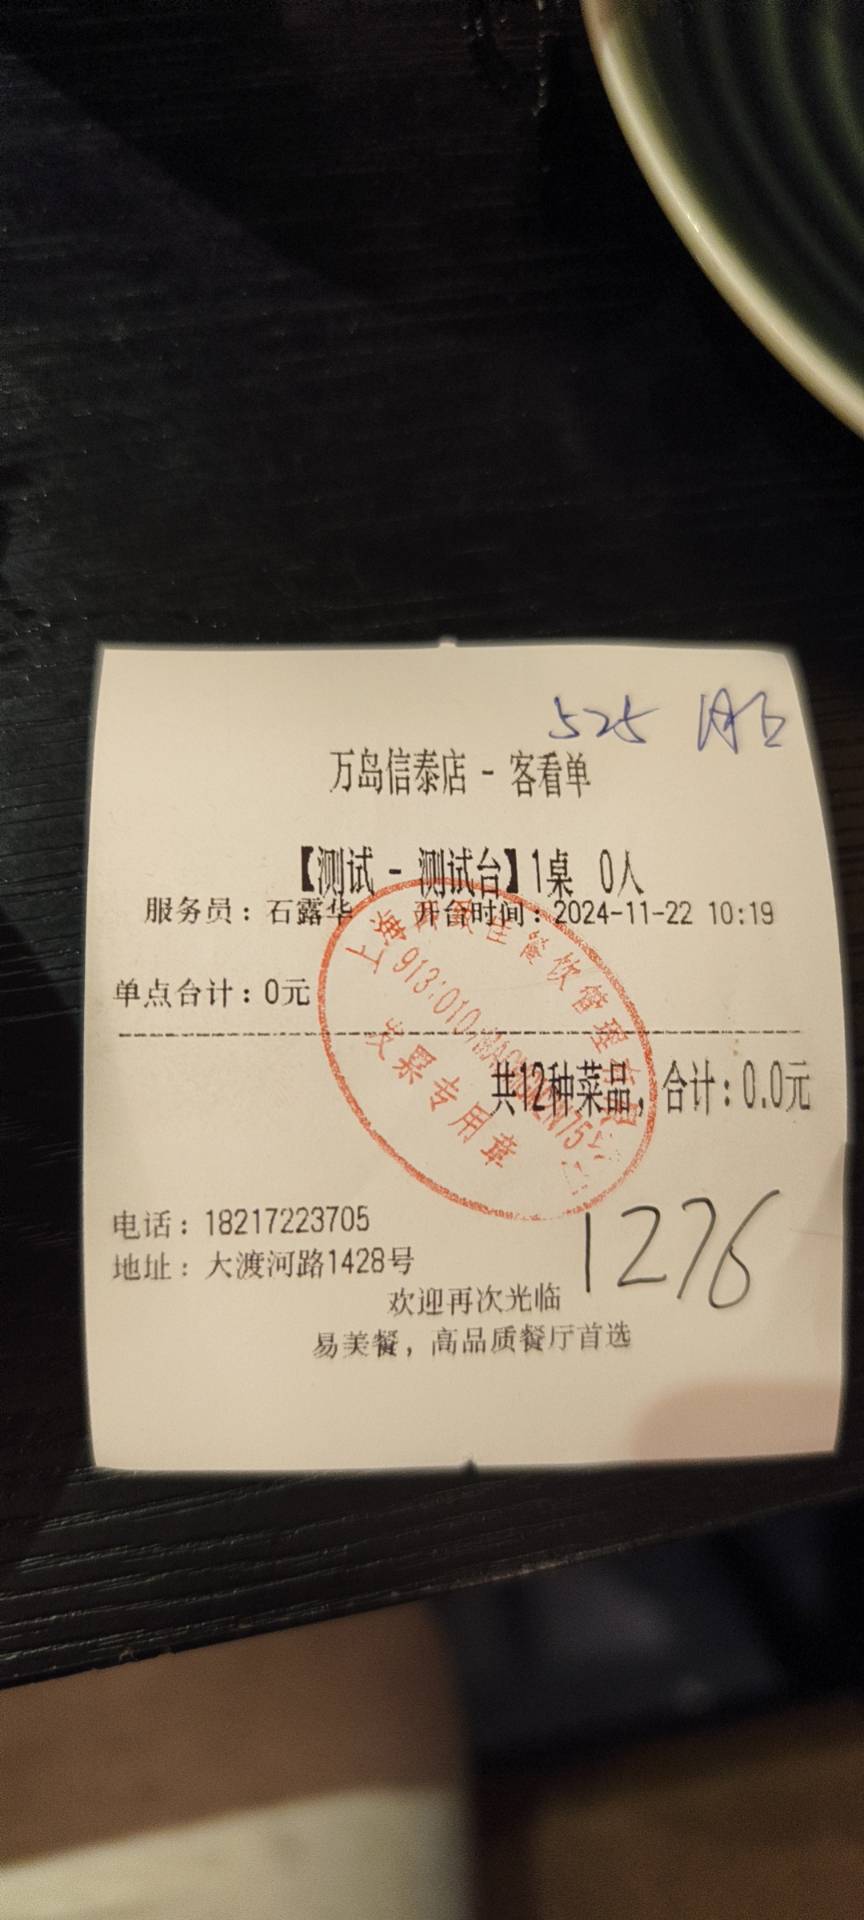 525
万岛信泰店 - 客看单
【测试 - 测试台】1桌 0人
服务员：石露华 开台时间：2024-11-22 10:19
单点台计：0元
共12种菜品，合计：0.0元
发票专用章
电话：18217223705
地址：大渡河路1428号
1276
欢迎再次光临
易美餐，高品质餐厅首选